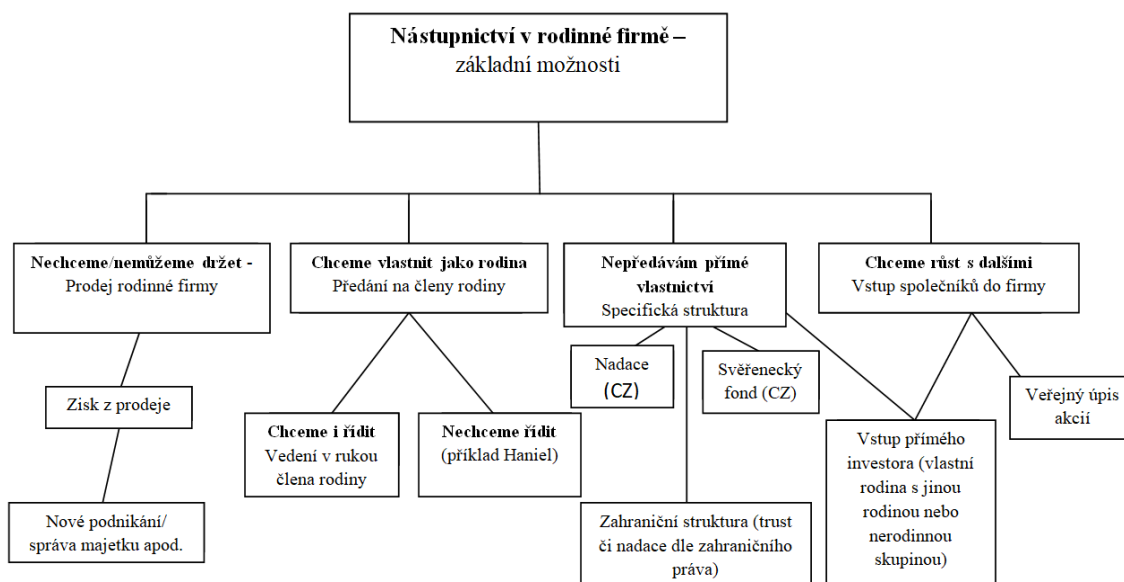 Nástupnictví v rodinné firmě –
základní možnosti
Nechceme/nemůžeme držet -
Prodej rodinné firmy
Chceme vlastnit jako rodina
Předání na členy rodiny
Nepředávám přímé
vlastnictví
Specifická struktura
Chceme růst s dalšími
Vstup společníků do firmy
Nadace
(CZ)
Svěřenecký
fond (CZ)
Veřejný úpis
akcií
Zisk z prodeje
Chceme i řídit
Vedení v rukou
člena rodiny
Nechceme řídit
(příklad Haniel)
Vstup přímého
investora (vlastní
rodina s jinou
rodinou nebo
nerodinnou
skupinou)
Nové podnikání/
správa majetku apod.
Zahraniční struktura (trust
či nadace dle zahraničního
práva)